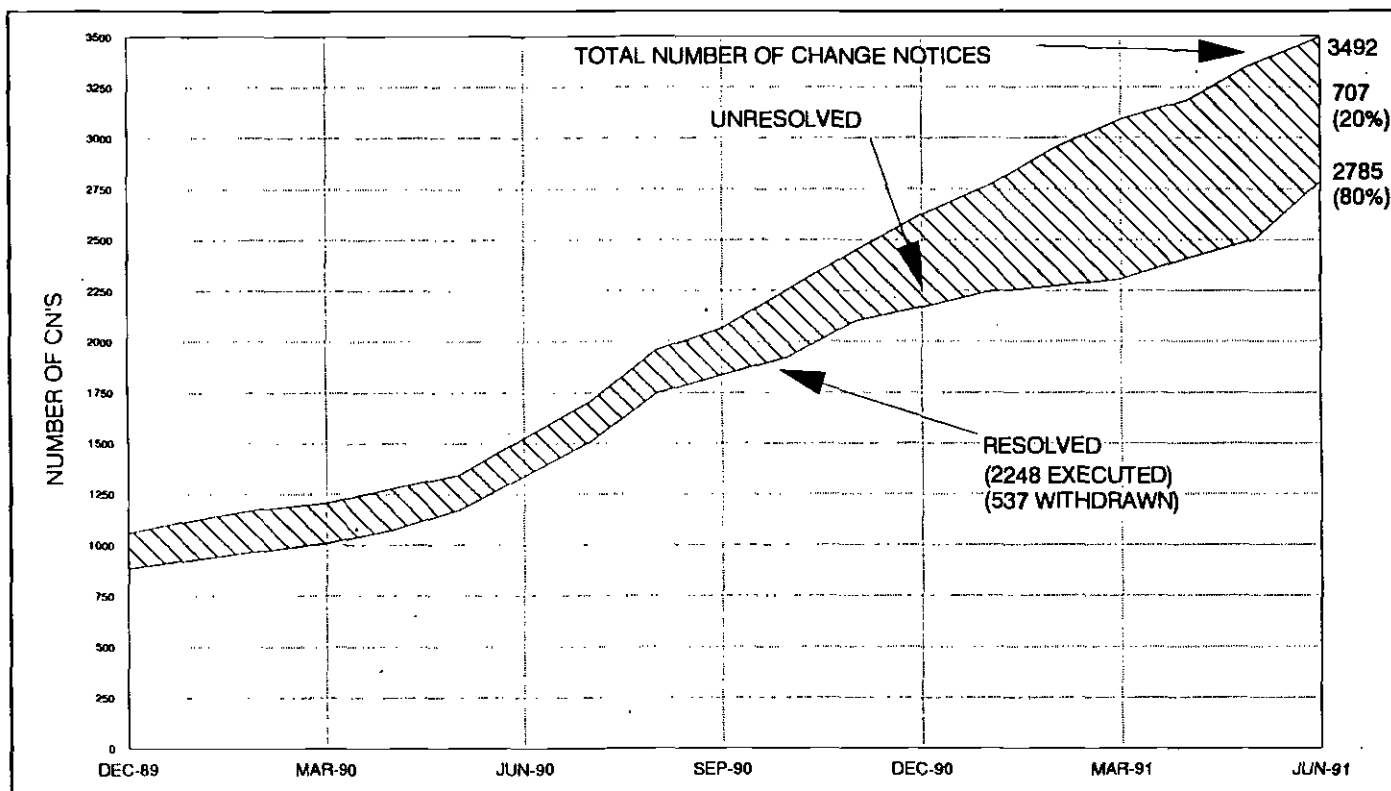 3500
3250
3000
2750
2500
2250
2000
1750
1500
1250
1000
750
500
250
0
NUMBER OF CN'S
DEC-89
MAR-90
JUN-90
SEP-90
DEC-90
MAR-91
JUN-91
TOTAL NUMBER OF CHANGE NOTICES
UNRESOLVED
RESOLVED
(2248 EXECUTED)
(537 WITHDRAWN)
3492
707
(20%)
2785
(80%)